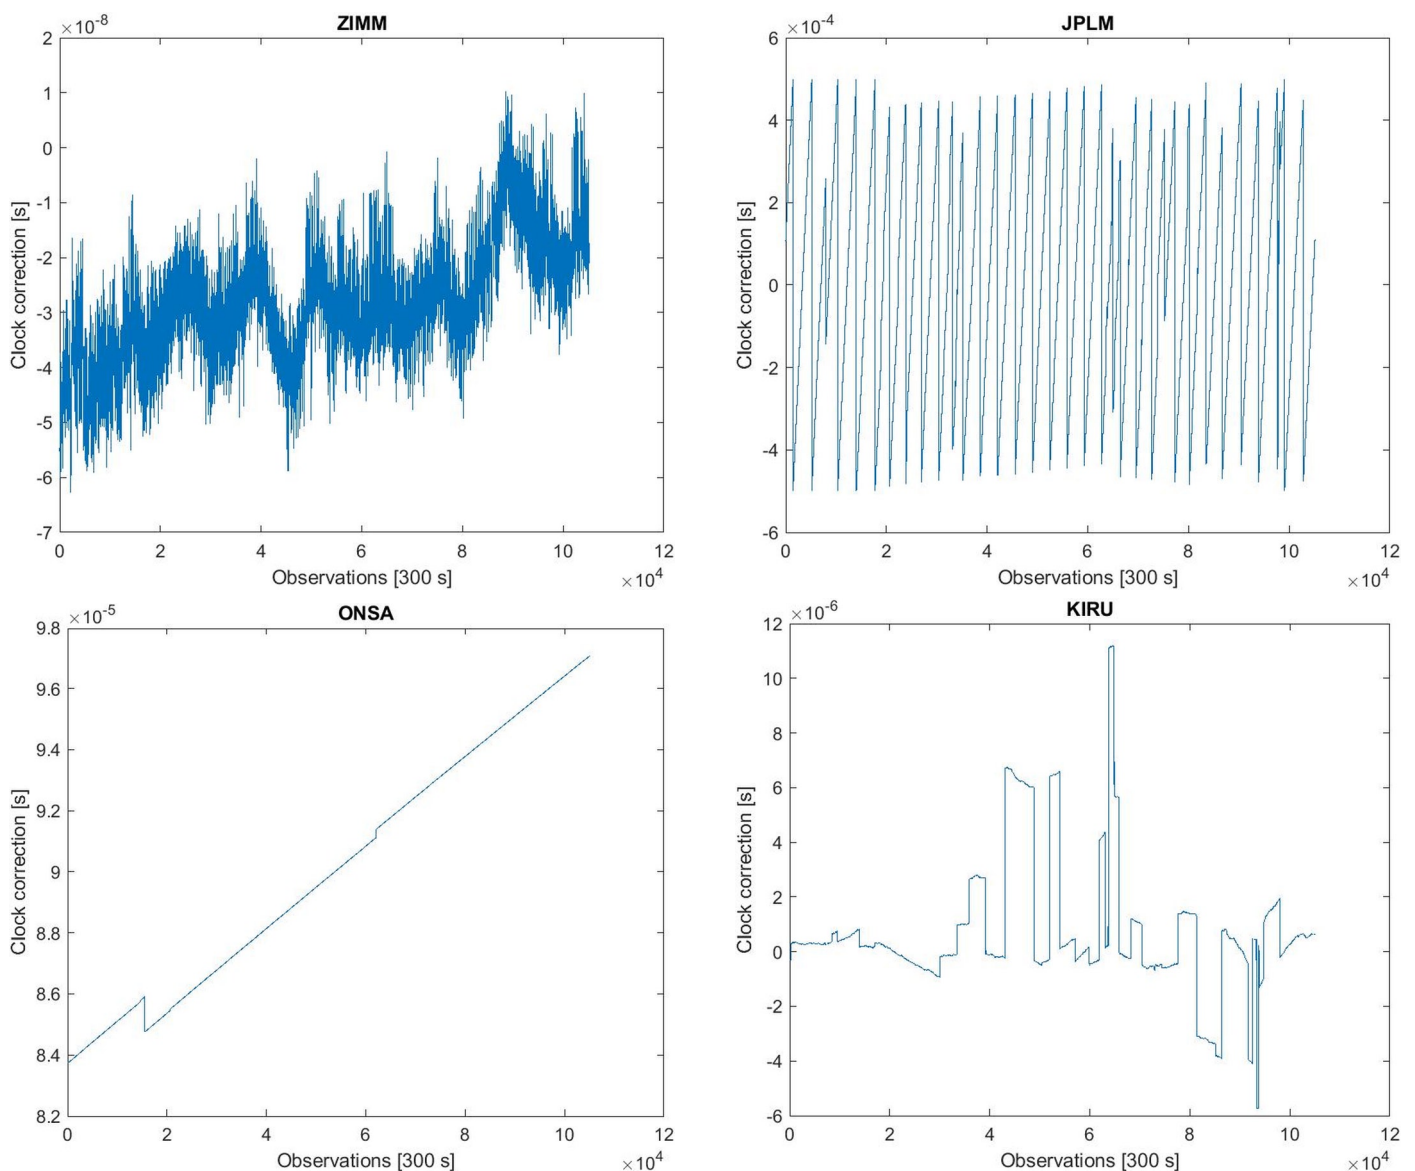 ZIMM
×10-8
2
1
0
-1
-2
-3
-4
-5
-6
-7
Clock correction [s]
0 2 4 6 8 10 12
Observations [300 s]
×104
JPLM
×10-4
6
4
2
0
-2
-4
-6
Clock correction [s]
0 2 4 6 8 10 12
Observations [300 s]
×104
ONSA
×10-5
9.8
9.6
9.4
9.2
9
8.8
8.6
8.4
8.2
Clock correction [s]
0 2 4 6 8 10 12
Observations [300 s]
×104
KIRU
×10-6
12
10
8
6
4
2
0
-2
-4
-6
Clock correction [s]
0 2 4 6 8 10 12
Observations [300 s]
×104